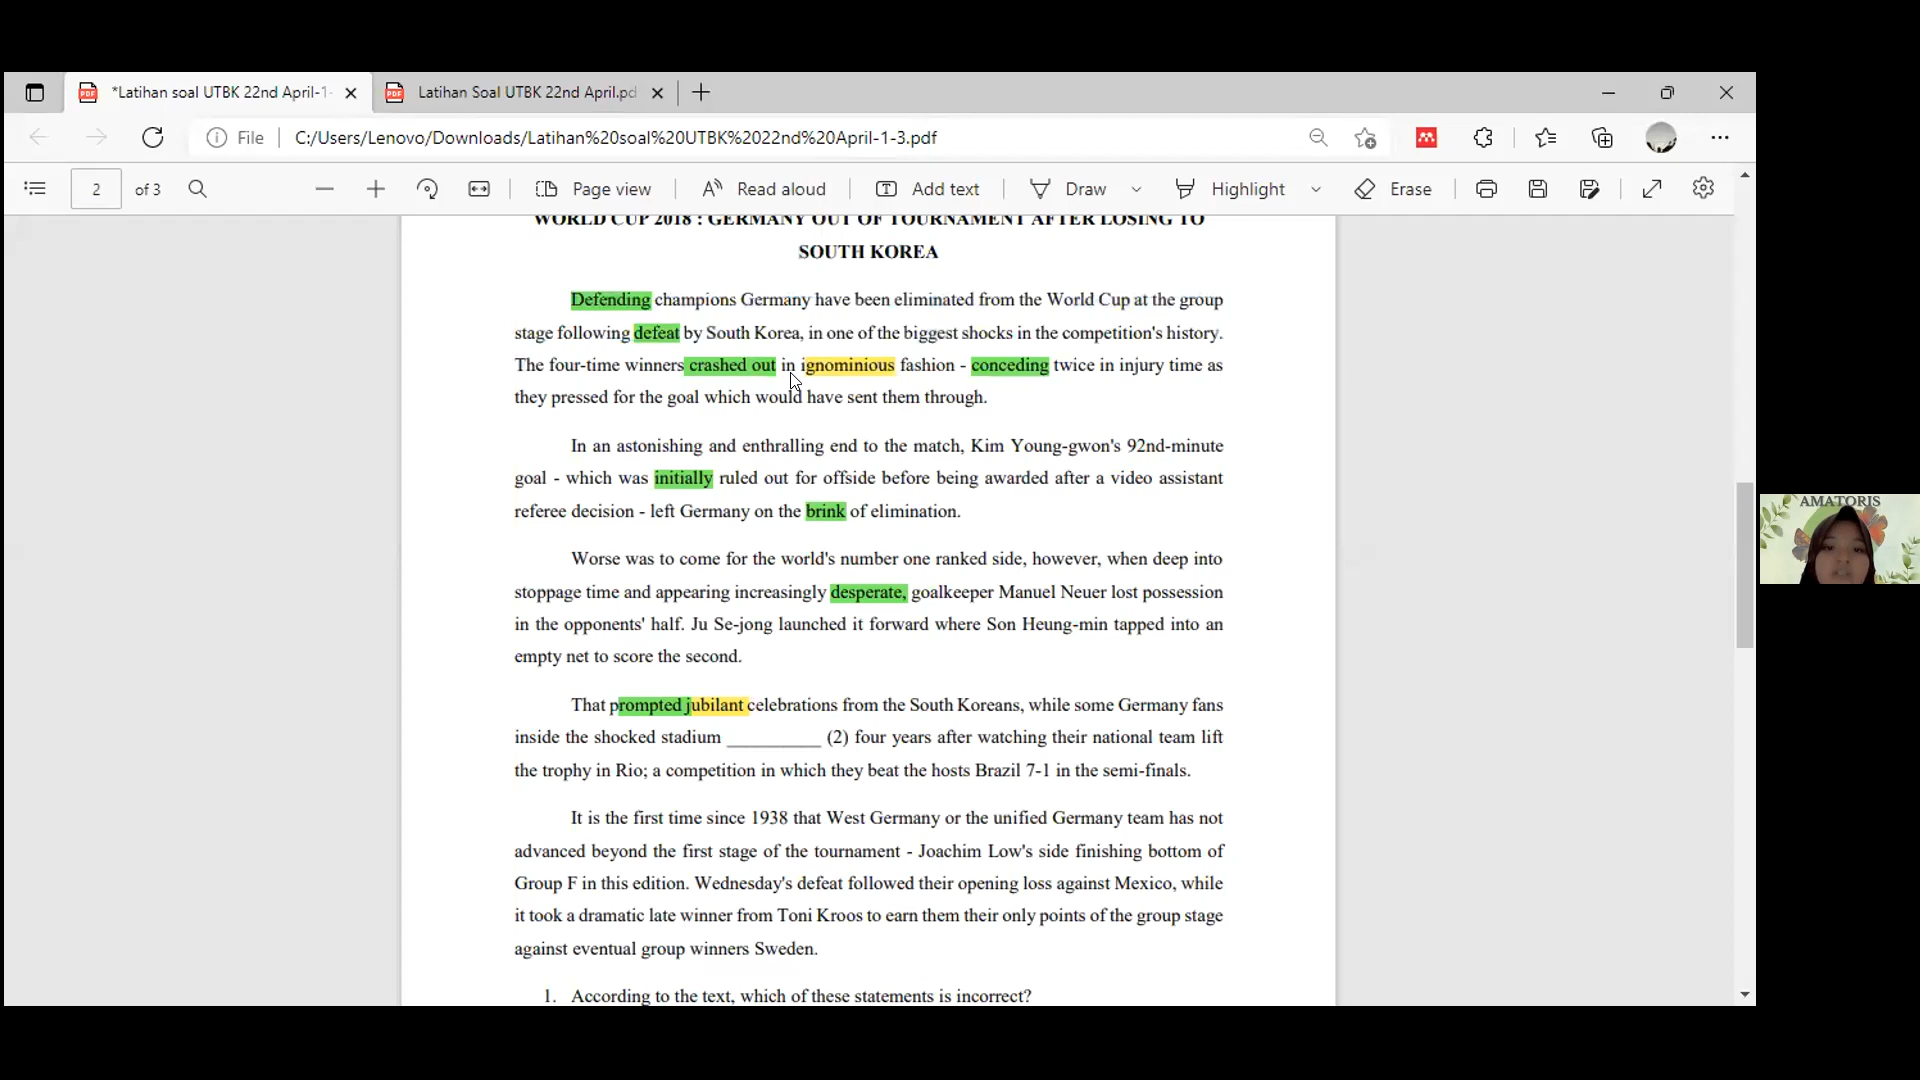 *Latihan soal UTBK 22nd April-1-
Latihan Soal UTBK 22nd April.pd
File
C:/Users/Lenovo/Downloads/Latihan%20soal%20UTBK%2022nd%20April-1-3.pdf
2 of 3
Page view
Read aloud
Add text
Draw
Highlight
Erase
WORLD CUP 2018 : GERMANY OUT OF TOURNAMENT AFTER LOSING TO
SOUTH KOREA
Defending champions Germany have been eliminated from the World Cup at the group
stage following defeat by South Korea, in one of the biggest shocks in the competition's history.
The four-time winners crashed out in ignominious fashion - conceding twice in injury time as
they pressed for the goal which would have sent them through.
In an astonishing and enthralling end to the match, Kim Young-gwon's 92nd-minute
goal - which was initially ruled out for offside before being awarded after a video assistant
referee decision - left Germany on the brink of elimination.
Worse was to come for the world's number one ranked side, however, when deep into
stoppage time and appearing increasingly desperate, goalkeeper Manuel Neuer lost possession
in the opponents' half. Ju Se-jong launched it forward where Son Heung-min tapped into an
empty net to score the second.
That prompted jubilant celebrations from the South Koreans, while some Germany fans
inside the shocked stadium __________ (2) four years after watching their national team lift
the trophy in Rio; a competition in which they beat the hosts Brazil 7-1 in the semi-finals.
It is the first time since 1938 that West Germany or the unified Germany team has not
advanced beyond the first stage of the tournament - Joachim Low's side finishing bottom of
Group F in this edition. Wednesday's defeat followed their opening loss against Mexico, while
it took a dramatic late winner from Toni Kroos to earn them their only points of the group stage
against eventual group winners Sweden.
1. According to the text, which of these statements is incorrect?
AMATORIS